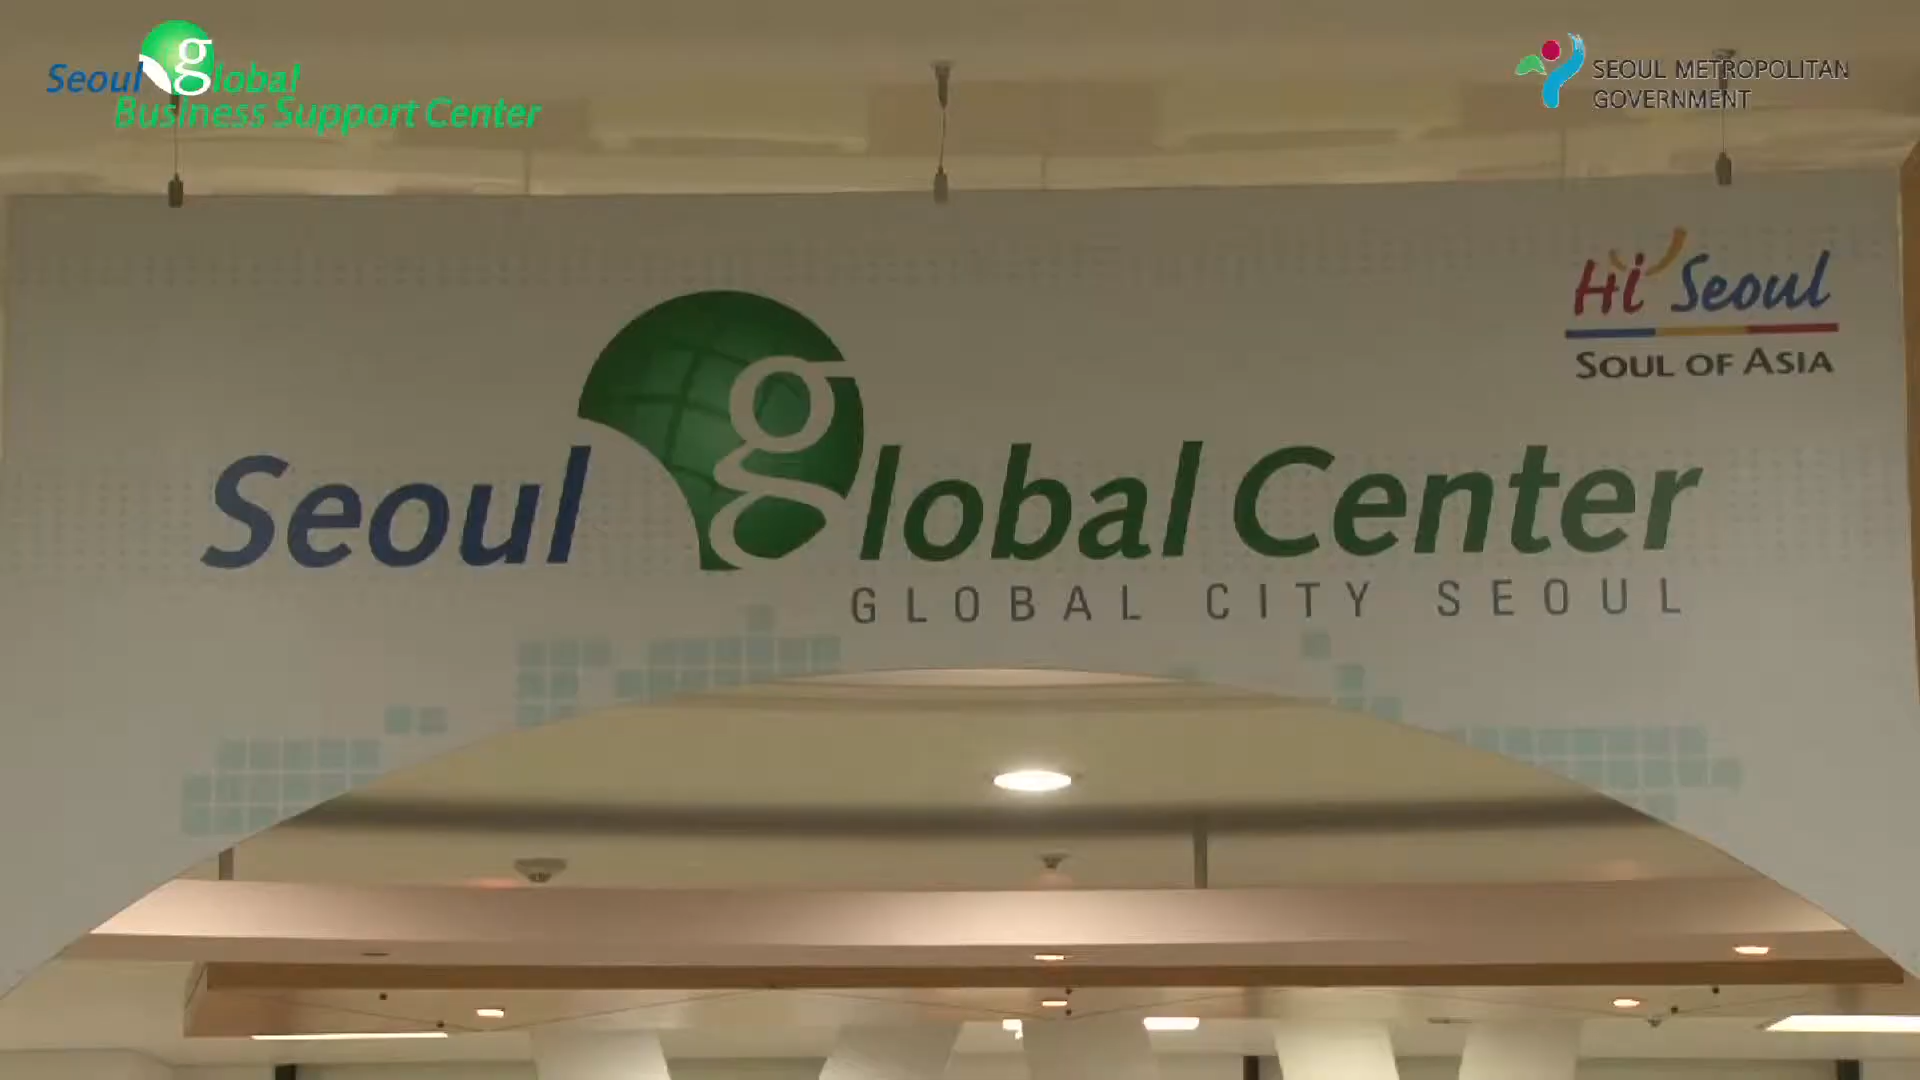 Seoul global
Business Support Center
SEOUL METROPOLITAN
GOVERNMENT
Hi Seoul
SOUL OF ASIA
Seoul global Center
GLOBAL CITY SEOUL